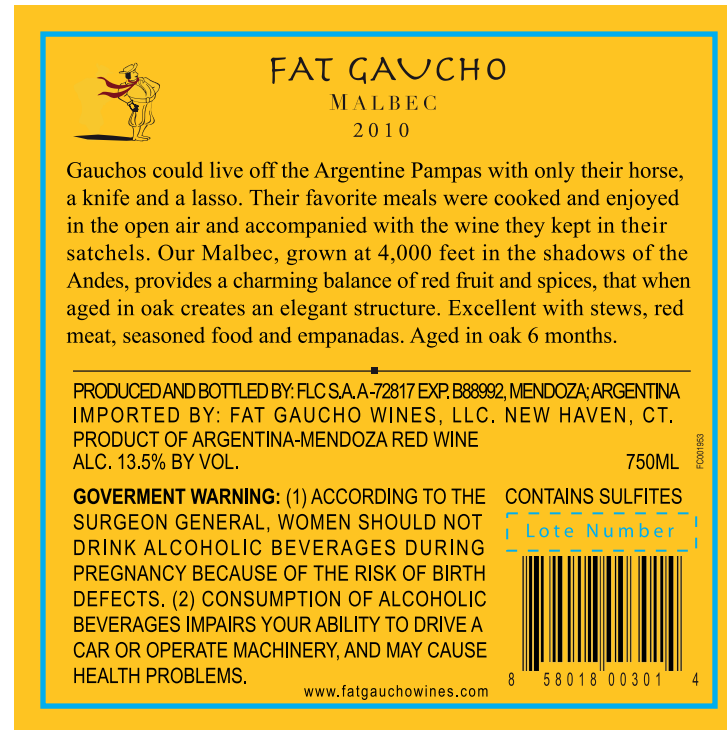 FAT GAUCHO
MALBEC
2010
Gauchos could live off the Argentine Pampas with only their horse,
a knife and a lasso. Their favorite meals were cooked and enjoyed
in the open air and accompanied with the wine they kept in their
satchels. Our Malbec, grown at 4,000 feet in the shadows of the
Andes, provides a charming balance of red fruit and spices, that when
aged in oak creates an elegant structure. Excellent with stews, red
meat, seasoned food and empanadas. Aged in oak 6 months.
PRODUCED AND BOTTLED BY: FLC S.A. A-72817 EXP. B88992, MENDOZA; ARGENTINA
IMPORTED BY: FAT GAUCHO WINES, LLC. NEW HAVEN, CT.
PRODUCT OF ARGENTINA-MENDOZA RED WINE
ALC. 13.5% BY VOL. 750ML
FC001953
GOVERMENT WARNING: (1) ACCORDING TO THE
SURGEON GENERAL, WOMEN SHOULD NOT
DRINK ALCOHOLIC BEVERAGES DURING
PREGNANCY BECAUSE OF THE RISK OF BIRTH
DEFECTS. (2) CONSUMPTION OF ALCOHOLIC
BEVERAGES IMPAIRS YOUR ABILITY TO DRIVE A
CAR OR OPERATE MACHINERY, AND MAY CAUSE
HEALTH PROBLEMS.
www.fatgauchowines.com
CONTAINS SULFITES
Lote Number
8 58018 00301 4